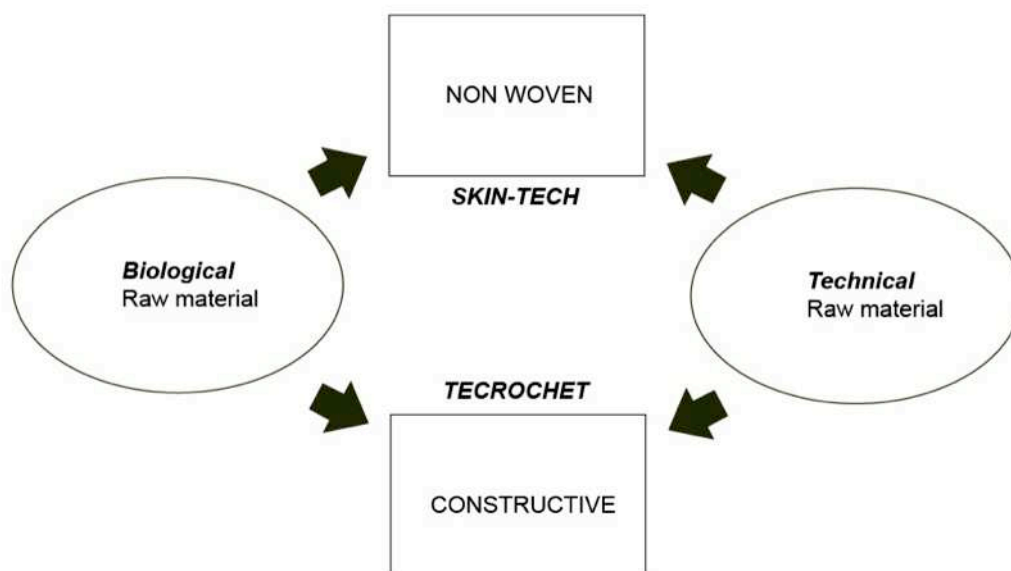 NON WOVEN
SKIN-TECH
Biological
Raw material
Technical
Raw material
TECROCHET
CONSTRUCTIVE